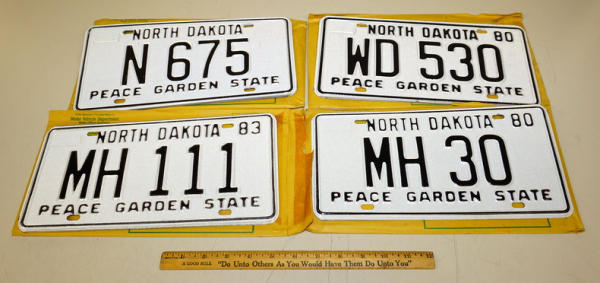 NORTH DAKOTA
N 675
PEACE GARDEN STATE
NORTH DAKOTA 80
WD 530
PEACE GARDEN STATE
NORTH DAKOTA 83
MH 111
PEACE GARDEN STATE
NORTH DAKOTA 80
MH 30
PEACE GARDEN STATE
A GOOD RULE "Do Unto Others As You Would Have Them Do Unto You"